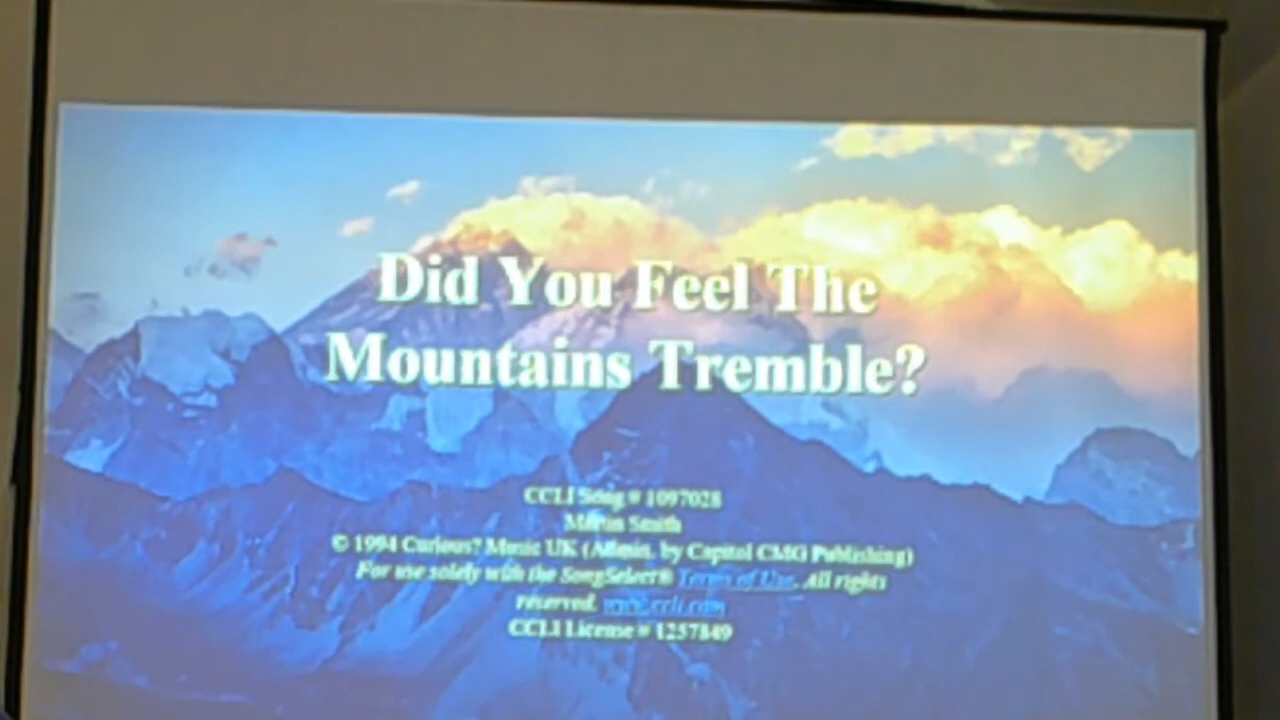 Did You Feel The
Mountains Tremble?
CCLI Song # 1097028
Martin Smith
© 1994 Curious? Music UK (Admin. by Capitol CMG Publishing)
For use solely with the SongSelect® Terms of Use. All rights
reserved. www.ccli.com
CCLI License # 1257849